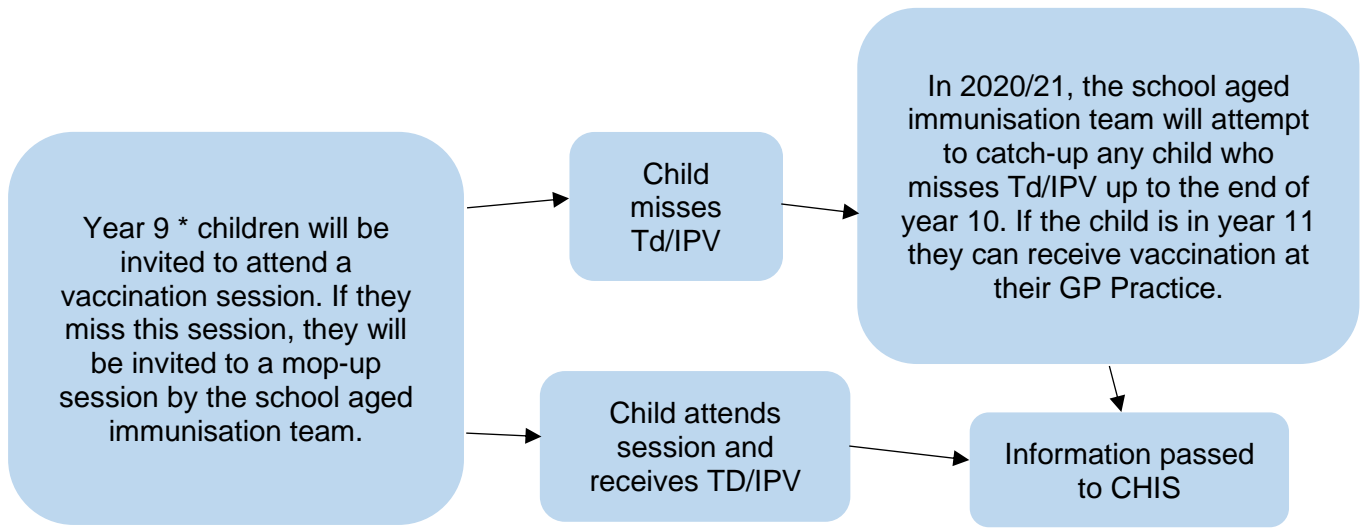 Year 9 * children will be
invited to attend a
vaccination session. If they
miss this session, they will
be invited to a mop-up
session by the school aged
immunisation team.
Child
misses
Td/IPV
In 2020/21, the school aged
immunisation team will attempt
to catch-up any child who
misses Td/IPV up to the end of
year 10. If the child is in year 11
they can receive vaccination at
their GP Practice.
Child attends
session and
receives TD/IPV
Information passed
to CHIS